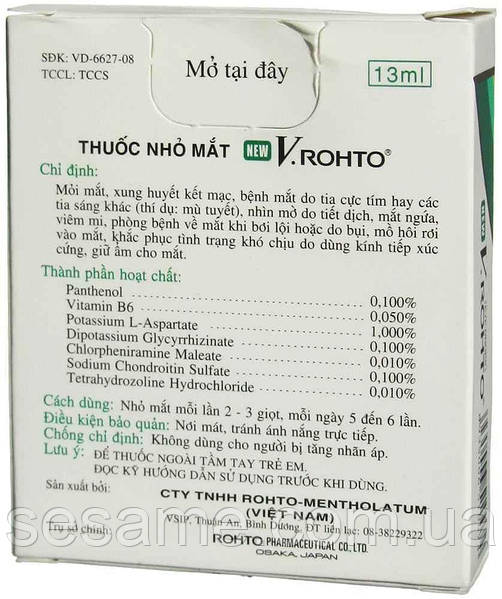 SĐK: VD-6627-08
TCCL: TCCS
Mở tại đây
13ml
THUỐC NHỎ MẮT NEW V.ROHTO®
Chỉ định:
Mỏi mắt, xung huyết kết mạc, bệnh mắt do tia cực tím hay các
tia sáng khác (thí dụ: mù tuyết), nhìn mờ do tiết dịch, mắt ngứa,
viêm mi, phòng bệnh về mắt khi bơi lội hoặc do bụi, mồ hôi rơi
vào mắt, khắc phục tình trạng khó chịu do dùng kính tiếp xúc
cứng, giữ ẩm cho mắt.
Thành phần hoạt chất:
Panthenol 0,100%
Vitamin B6 0,050%
Potassium L-Aspartate 1,000%
Dipotassium Glycyrrhizinate 0,100%
Chlorpheniramine Maleate 0,010%
Sodium Chondroitin Sulfate 0,100%
Tetrahydrozoline Hydrochloride 0,010%
Cách dùng: Nhỏ mắt mỗi lần 2 - 3 giọt, mỗi ngày 5 đến 6 lần.
Điều kiện bảo quản: Nơi mát, tránh ánh nắng trực tiếp.
Chống chỉ định: Không dùng cho người bị tăng nhãn áp.
Lưu ý: ĐỂ THUỐC NGOÀI TẦM TAY TRẺ EM.
ĐỌC KỸ HƯỚNG DẪN SỬ DỤNG TRƯỚC KHI DÙNG.
Sản xuất bởi: CTY TNHH ROHTO-MENTHOLATUM
(VIỆT NAM)
VSIP, Thuận An, Bình Dương, ĐT liên lạc: 08-38229322
Trụ sở chính: ROHTO PHARMACEUTICAL CO., LTD.
OSAKA, JAPAN
sesame.com.ua
NEW
V.ROHTO